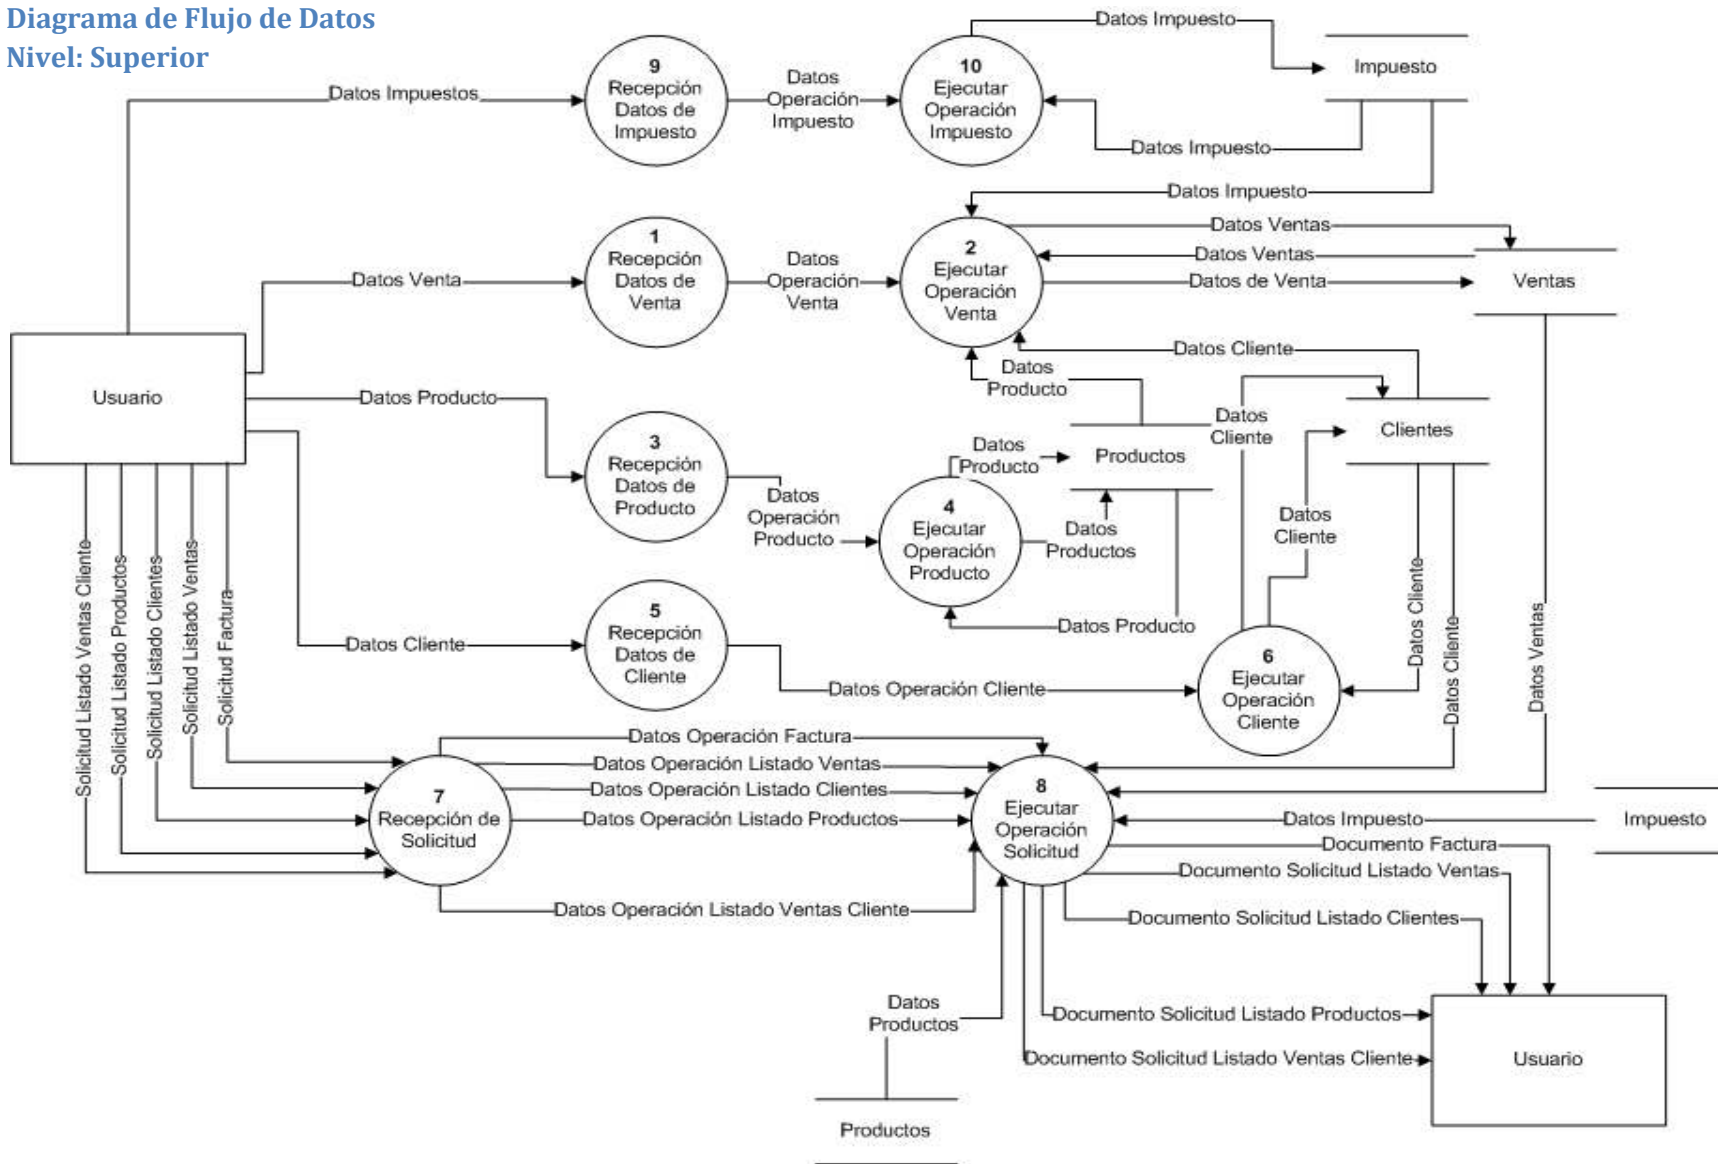 Diagrama de Flujo de Datos
Nivel: Superior
Datos Impuesto
9
Recepción
Datos de
Impuesto
10
Ejecutar
Operación
Impuesto
Impuesto
Datos Impuestos
Datos
Operación
Impuesto
Datos Impuesto
Datos Impuesto
1
Recepción
Datos de
Venta
Datos Venta
Datos
Operación
Venta
2
Ejecutar
Operación
Venta
Datos Ventas
Datos Ventas
Datos de Venta
Ventas
Usuario
Datos Cliente
Datos
Producto
Datos Producto
3
Recepción
Datos de
Producto
Datos
Operación
Producto
Datos
Producto
Productos
Datos
Cliente
Clientes
4
Ejecutar
Operación
Producto
Datos
Productos
Datos
Cliente
Datos Producto
Datos Cliente
5
Recepción
Datos de
Cliente
Datos Operación Cliente
6
Ejecutar
Operación
Cliente
Datos Cliente
Datos Cliente
Datos Ventas
Solicitud Listado Ventas Cliente
Solicitud Listado Productos
Solicitud Listado Clientes
Solicitud Listado Ventas
Solicitud Factura
Datos Operación Factura
Datos Operación Listado Ventas
Datos Operación Listado Clientes
Datos Operación Listado Productos
Datos Operación Listado Ventas Cliente
7
Recepción de
Solicitud
8
Ejecutar
Operación
Solicitud
Datos Impuesto
Impuesto
Documento Factura
Documento Solicitud Listado Ventas
Documento Solicitud Listado Clientes
Datos
Productos
Documento Solicitud Listado Productos
Documento Solicitud Listado Ventas Cliente
Usuario
Productos